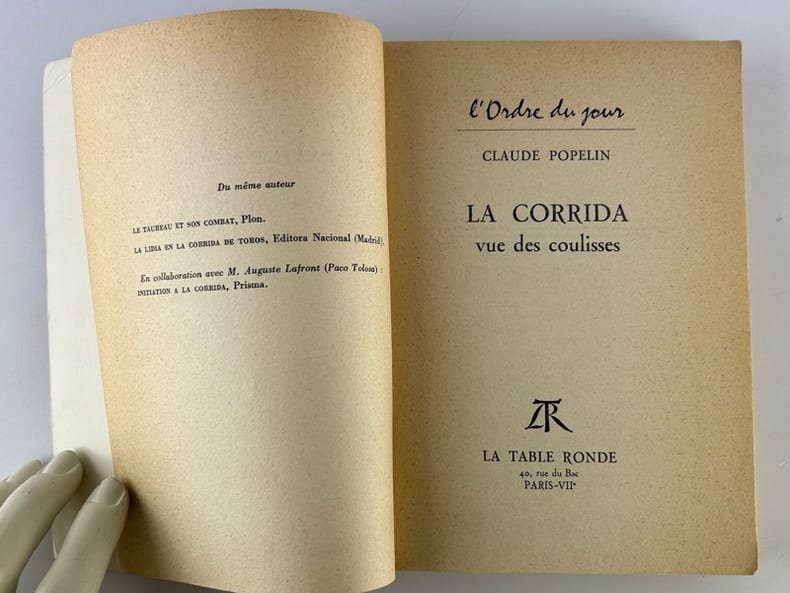 Du même auteur
LE TAUREAU ET SON COMBAT, Plon.
LA LIDIA EN LA CORRIDA DE TOROS, Editora Nacional (Madrid).
En collaboration avec M. Auguste Lafront (Paco Tolosa) :
INITIATION A LA CORRIDA, Prisma.
l'Ordre du jour
CLAUDE POPELIN
LA CORRIDA
vue des coulisses
LTR
LA TABLE RONDE
40, rue du Bac
PARIS-VIIe